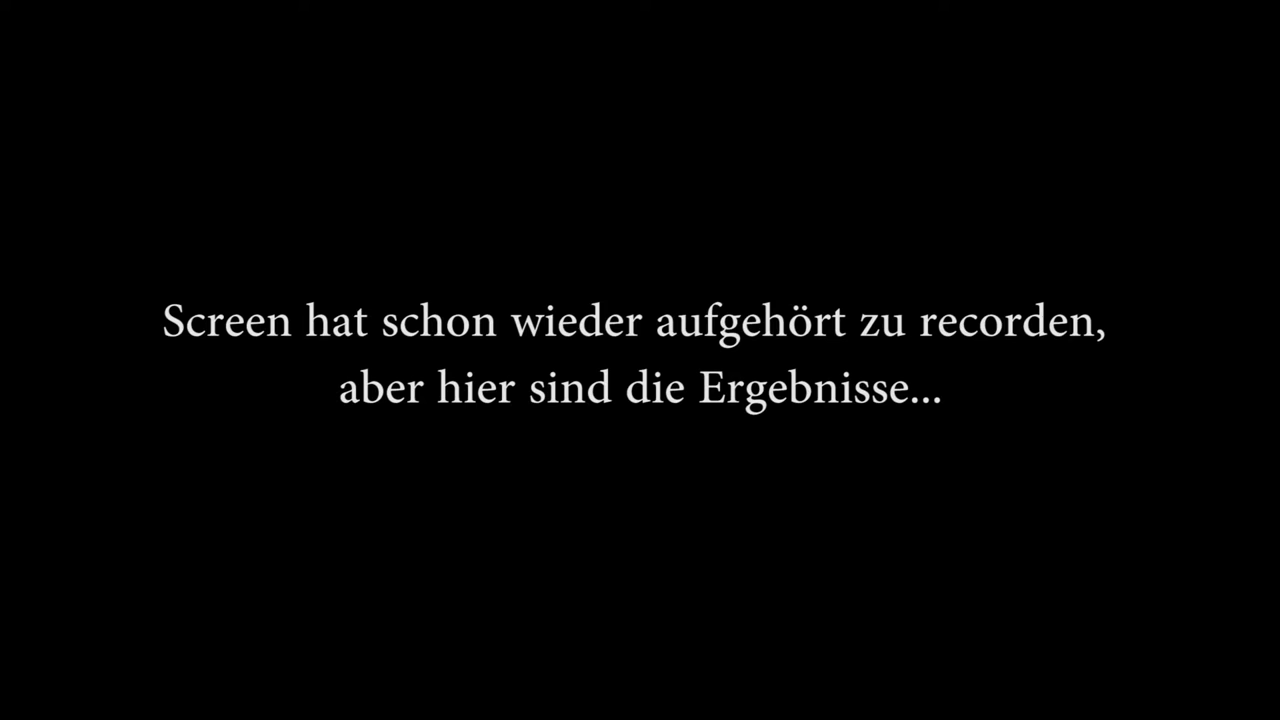 Screen hat schon wieder aufgehört zu recorden,
aber hier sind die Ergebnisse...